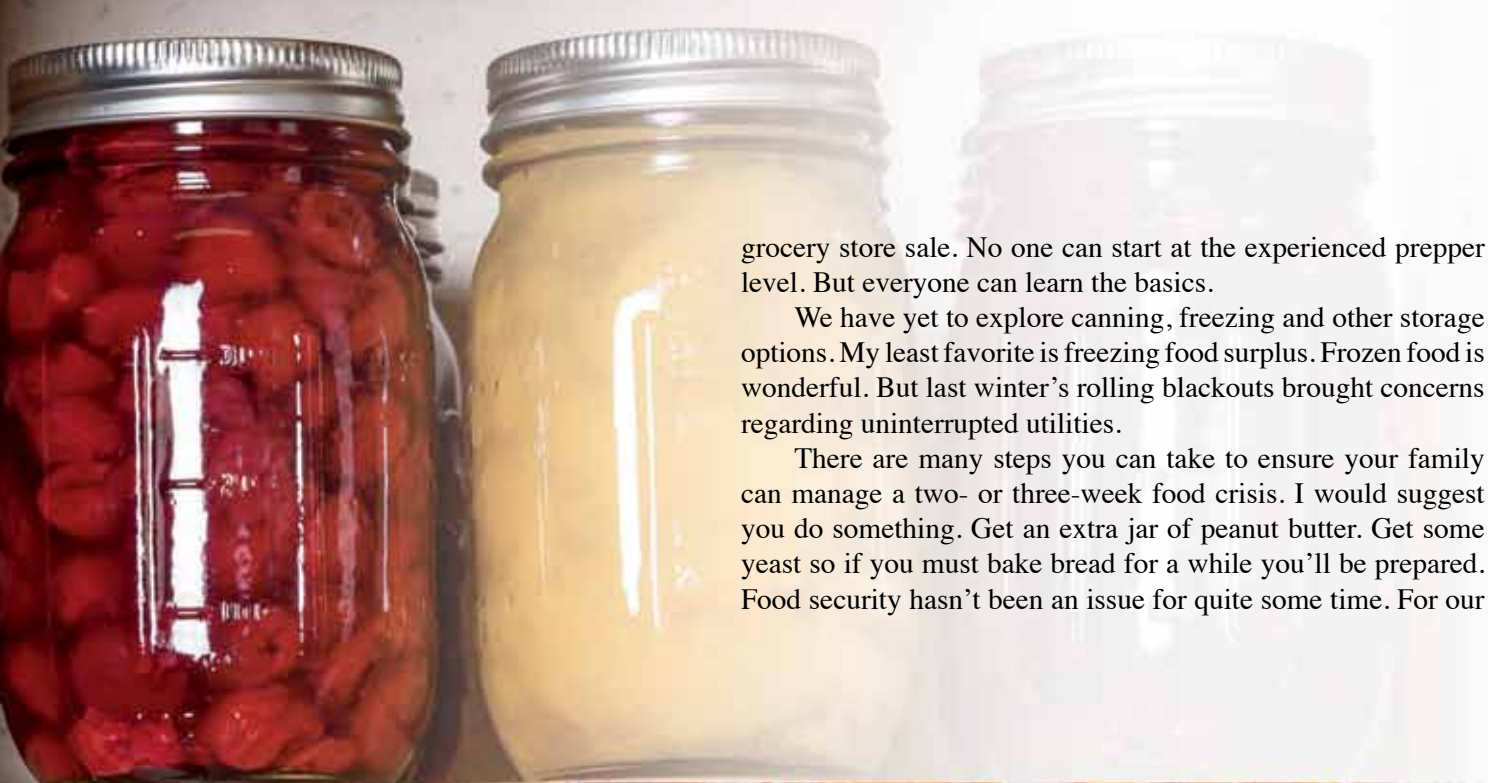 grocery store sale. No one can start at the experienced prepper
level. But everyone can learn the basics.
We have yet to explore canning, freezing and other storage
options. My least favorite is freezing food surplus. Frozen food is
wonderful. But last winter’s rolling blackouts brought concerns
regarding uninterrupted utilities.
There are many steps you can take to ensure your family
can manage a two- or three-week food crisis. I would suggest
you do something. Get an extra jar of peanut butter. Get some
yeast so if you must bake bread for a while you’ll be prepared.
Food security hasn’t been an issue for quite some time. For our